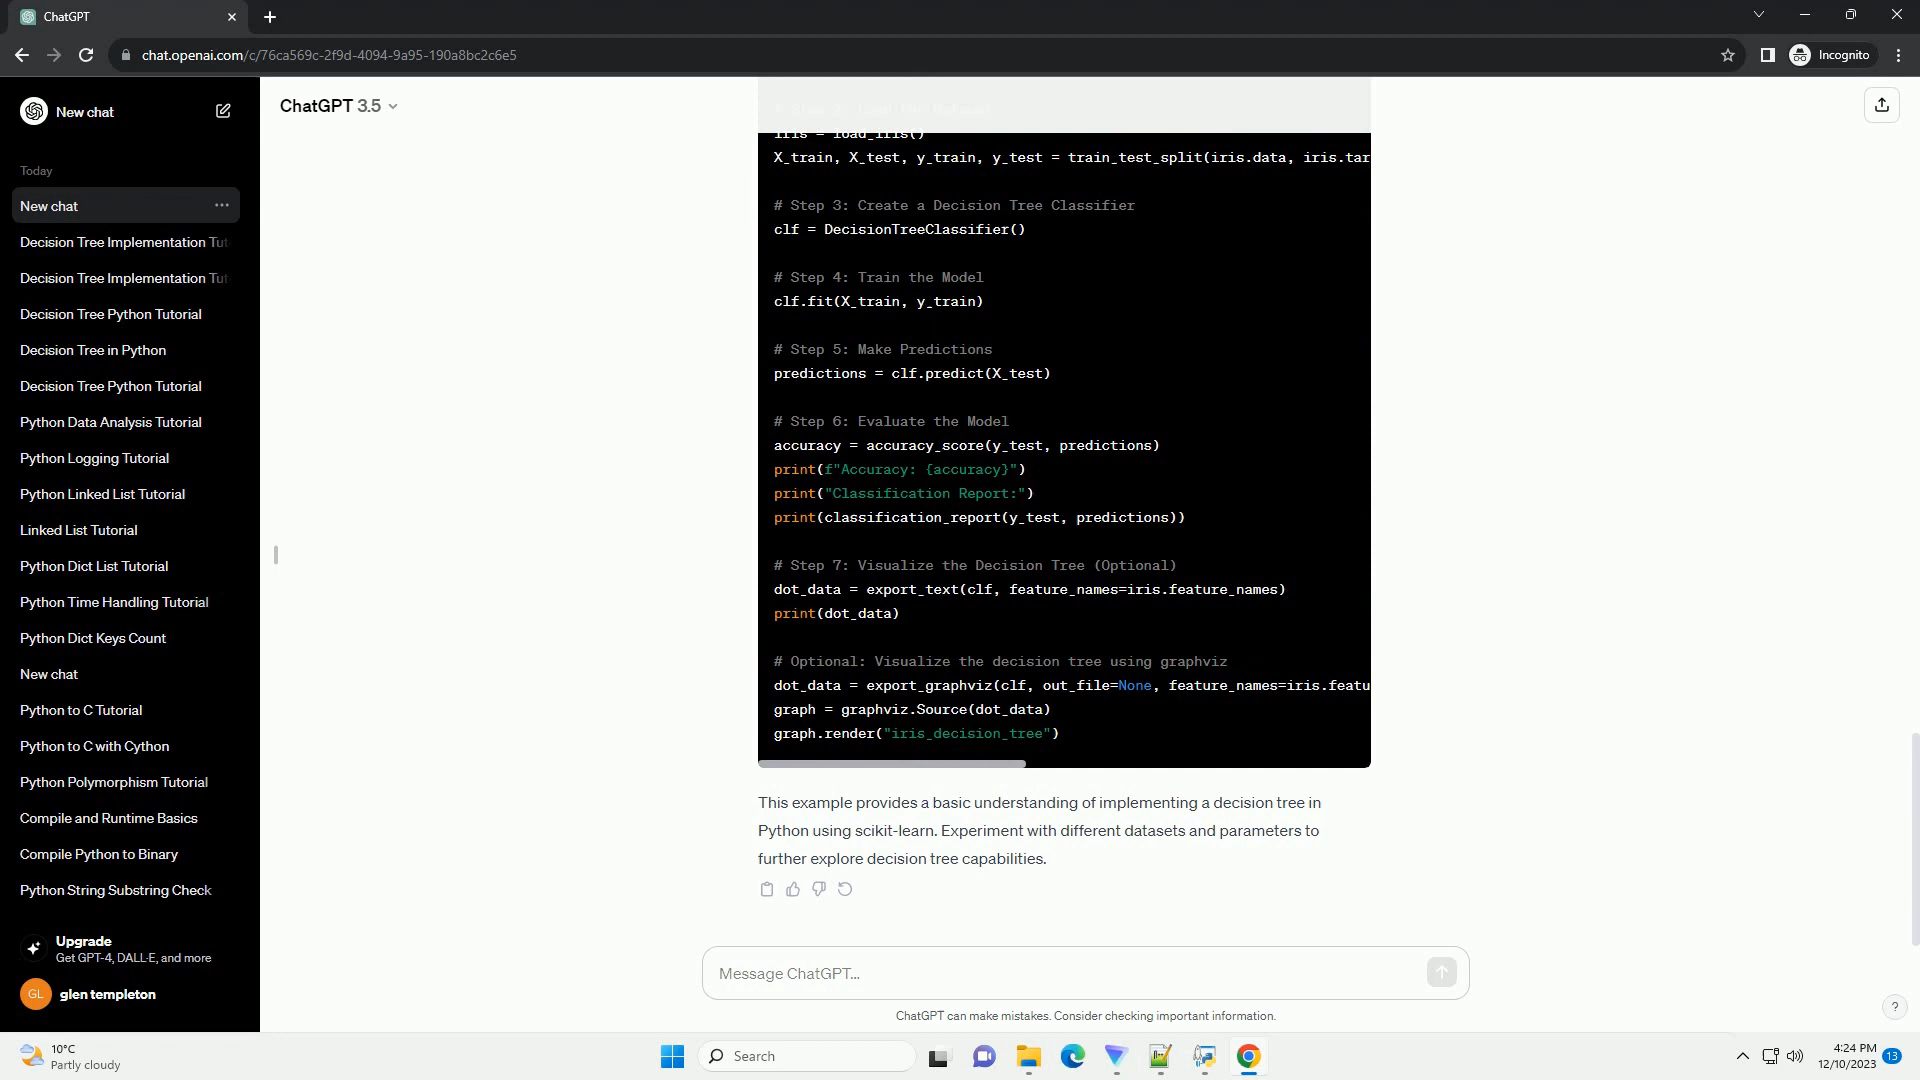 ChatGPT
chat.openai.com/c/76ca569c-2f9d-4094-9a95-190a8bc2c6e5
Incognito
New chat
Today
New chat
Decision Tree Implementation Tut
Decision Tree Implementation Tut
Decision Tree Python Tutorial
Decision Tree in Python
Decision Tree Python Tutorial
Python Data Analysis Tutorial
Python Logging Tutorial
Python Linked List Tutorial
Linked List Tutorial
Python Dict List Tutorial
Python Time Handling Tutorial
Python Dict Keys Count
New chat
Python to C Tutorial
Python to C with Cython
Python Polymorphism Tutorial
Compile and Runtime Basics
Compile Python to Binary
Python String Substring Check
Upgrade
Get GPT-4, DALL·E, and more
GL glen templeton
ChatGPT 3.5
iris = load_iris()
X_train, X_test, y_train, y_test = train_test_split(iris.data, iris.tar
# Step 3: Create a Decision Tree Classifier
clf = DecisionTreeClassifier()
# Step 4: Train the Model
clf.fit(X_train, y_train)
# Step 5: Make Predictions
predictions = clf.predict(X_test)
# Step 6: Evaluate the Model
accuracy = accuracy_score(y_test, predictions)
print(f"Accuracy: {accuracy}")
print("Classification Report:")
print(classification_report(y_test, predictions))
# Step 7: Visualize the Decision Tree (Optional)
dot_data = export_text(clf, feature_names=iris.feature_names)
print(dot_data)
# Optional: Visualize the decision tree using graphviz
dot_data = export_graphviz(clf, out_file=None, feature_names=iris.featu
graph = graphviz.Source(dot_data)
graph.render("iris_decision_tree")
This example provides a basic understanding of implementing a decision tree in
Python using scikit-learn. Experiment with different datasets and parameters to
further explore decision tree capabilities.
Message ChatGPT...
ChatGPT can make mistakes. Consider checking important information.
?
10°C
Partly cloudy
Search
4:24 PM
12/10/2023
13